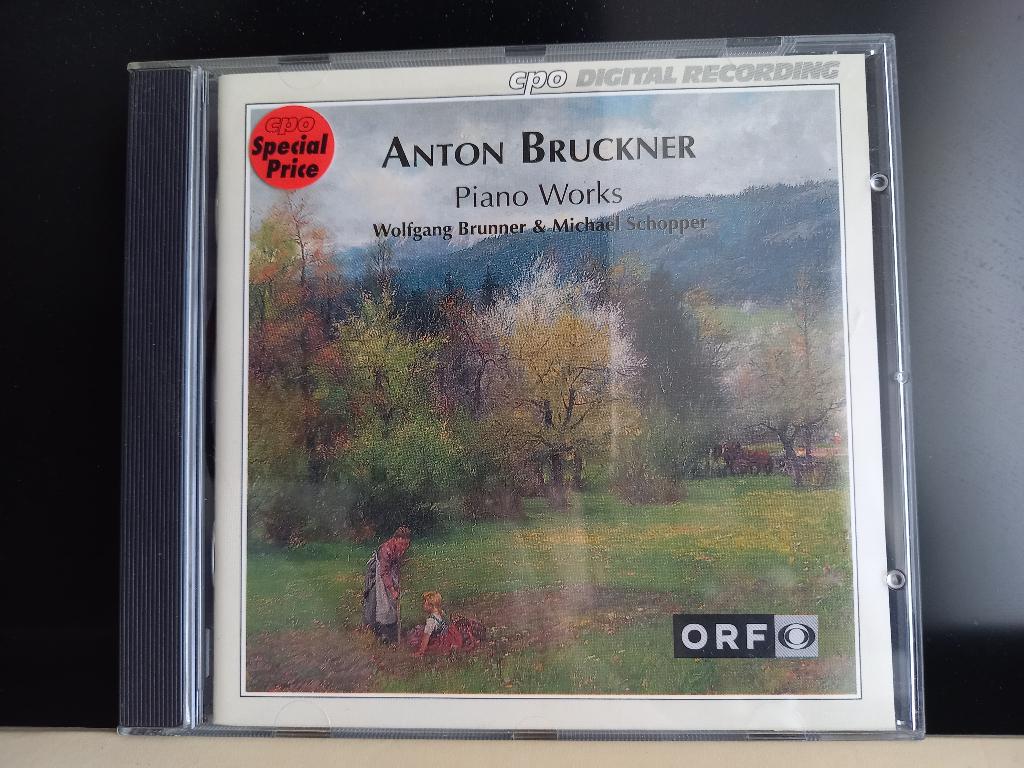 cpo DIGITAL RECORDING
cpo
Special
Price
ANTON BRUCKNER
Piano Works
Wolfgang Brunner & Michael Schopper
ORF